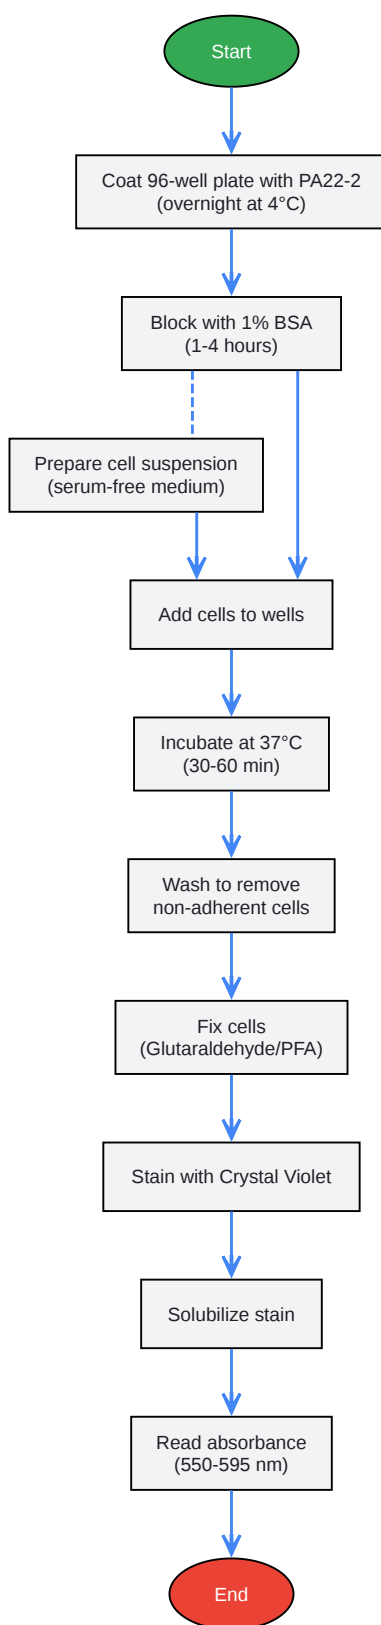 Start
Coat 96-well plate with PA22-2
(overnight at 4°C)
Block with 1% BSA
(1-4 hours)
Prepare cell suspension
(serum-free medium)
Add cells to wells
Incubate at 37°C
(30-60 min)
Wash to remove
non-adherent cells
Fix cells
(Glutaraldehyde/PFA)
Stain with Crystal Violet
Solubilize stain
Read absorbance
(550-595 nm)
End